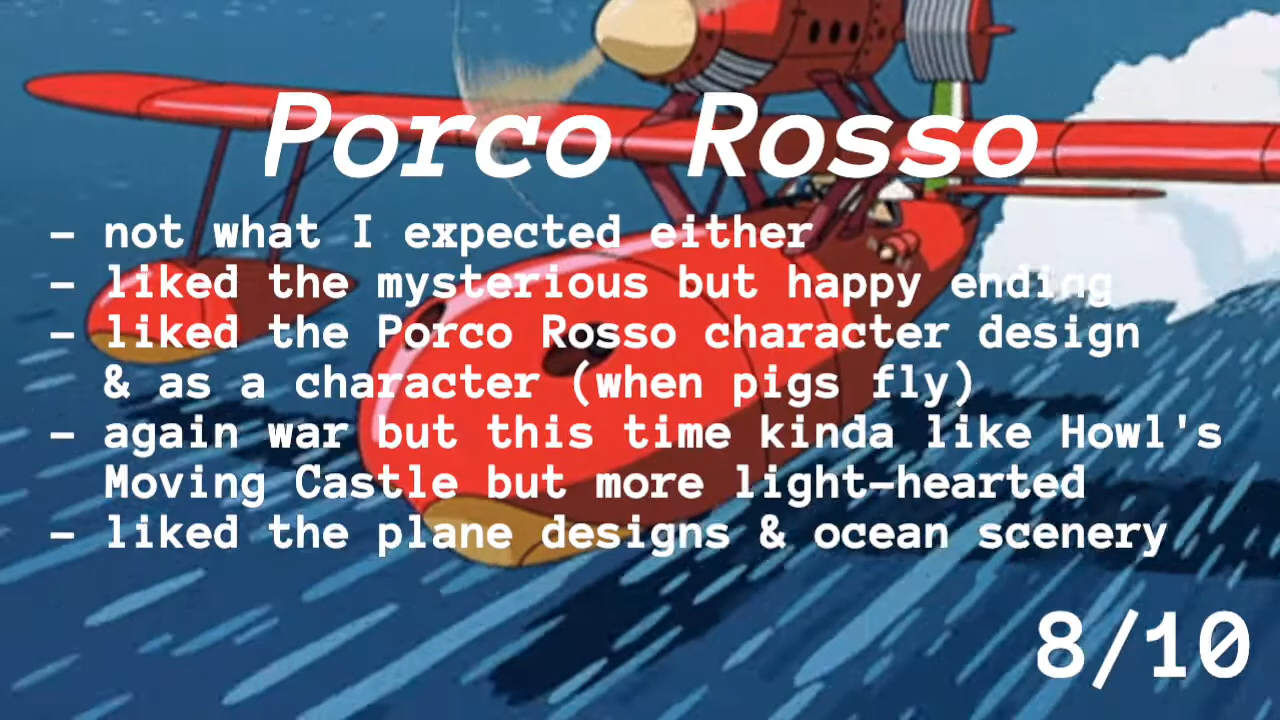 Porco Rosso
- not what I expected either
- liked the mysterious but happy ending
- liked the Porco Rosso character design
& as a character (when pigs fly)
- again war but this time kinda like Howl's
Moving Castle but more light-hearted
- liked the plane designs & ocean scenery
8/10